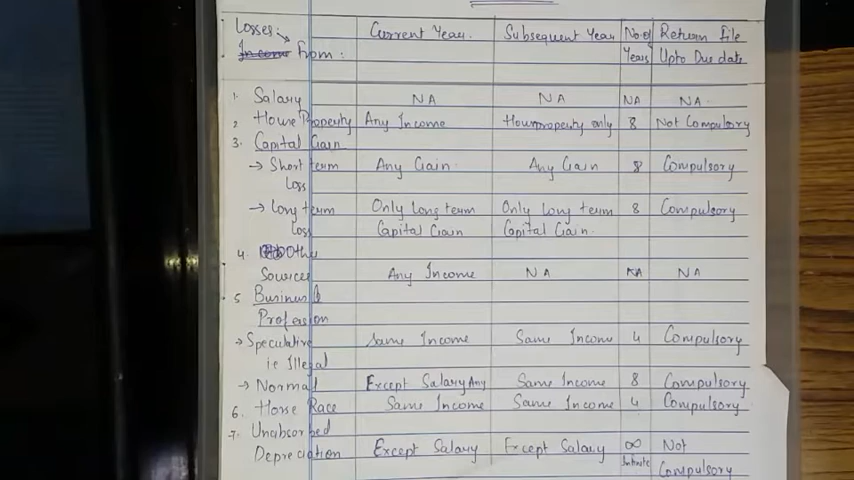 Losses Current Year. Subsequent Year No. of Return file
from: Years Upto Due date
1. Salary NA NA NA NA.
2. House Property Any Income Houseproperty only 8 Not Compulsory
3. Capital Gain
→ Short term Any Gain Any Gain 8 Compulsory
Loss
→ Long term Only Long term Only Long term 8 Compulsory
Loss Capital Gain Capital Gain.
4. Othe
Sources Any Income NA NA NA
5. Business &
Profession
→ Speculative Same Income Same Income 4 Compulsory
ie Illegal
→ Normal Except Salary Any Same Income 8 Compulsory
6. Horse Race Same Income Same Income 4 Compulsory
7. Unabsorbed
Depreciation Except Salary Except Salary ∞ Not
Infinite Compulsory